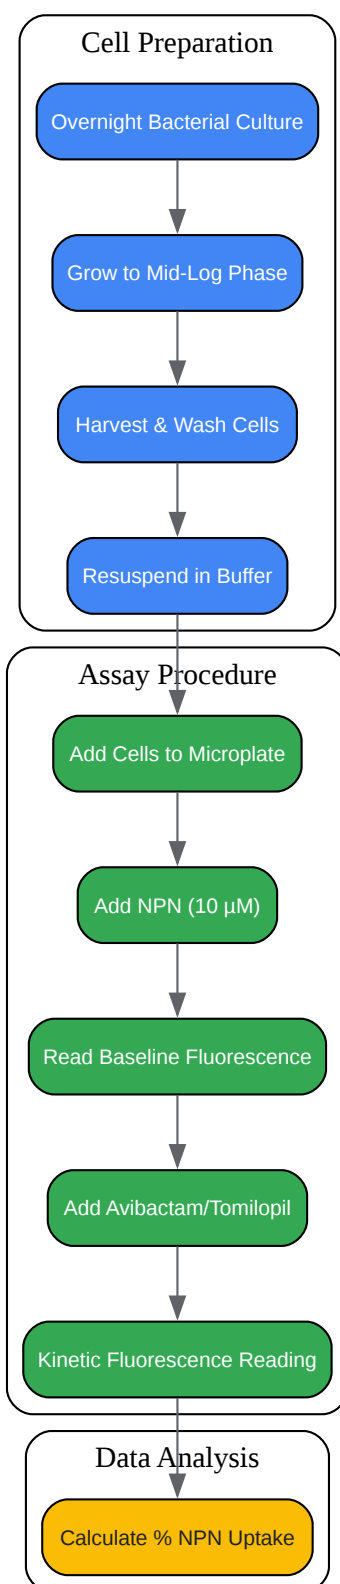 Cell Preparation
Overnight Bacterial Culture
Grow to Mid-Log Phase
Harvest & Wash Cells
Resuspend in Buffer
Assay Procedure
Add Cells to Microplate
Add NPN (10 µM)
Read Baseline Fluorescence
Add Avibactam/Tomilopil
Kinetic Fluorescence Reading
Data Analysis
Calculate % NPN Uptake